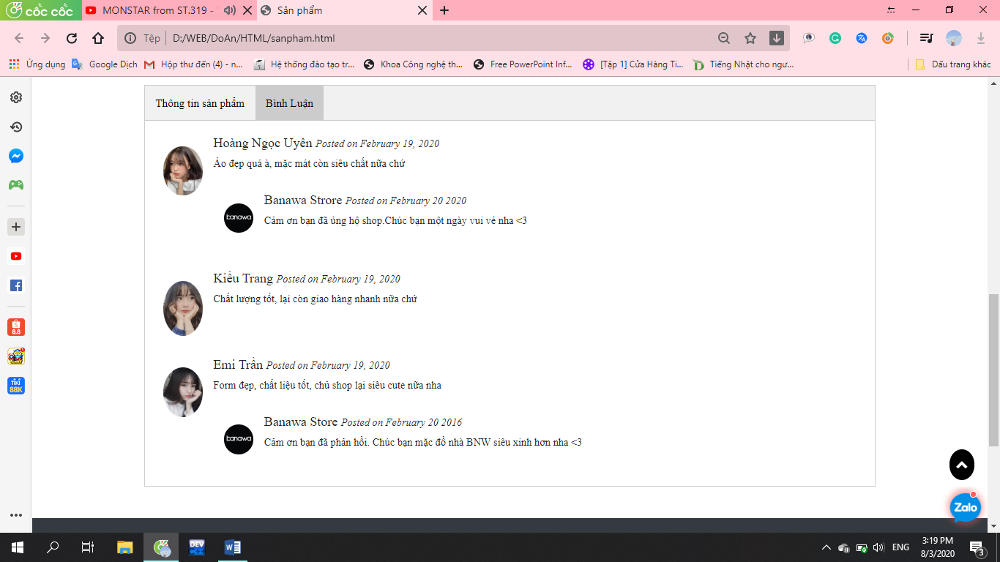 cốc cốc
MONSTAR from ST.319 -
Sản phẩm
Tệp
D:/WEB/DoAn/HTML/sanpham.html
Ứng dụng
Google Dịch
Hộp thư đến (4) - n...
Hệ thống đào tạo tr...
Khoa Công nghệ th...
Free PowerPoint Inf...
[Tập 1] Cửa Hàng Ti...
Tiếng Nhật cho ngư...
Dấu trang khác
Thông tin sản phẩm
Bình Luận
Hoàng Ngọc Uyên Posted on February 19, 2020
Áo đẹp quá à, mặc mát còn siêu chất nữa chứ
banawa
Banawa Strore Posted on February 20 2020
Cảm ơn bạn đã ủng hộ shop.Chúc bạn một ngày vui vẻ nha <3
Kiều Trang Posted on February 19, 2020
Chất lượng tốt, lại còn giao hàng nhanh nữa chứ
Emi Trần Posted on February 19, 2020
Form đẹp, chất liệu tốt, chủ shop lại siêu cute nữa nha
banawa
Banawa Store Posted on February 20 2016
Cảm ơn bạn đã phản hồi. Chúc bạn mặc đồ nhà BNW siêu xinh hơn nha <3
8.8
TIKI
88K
Zalo
DEV
ENG
3:19 PM
8/3/2020
3